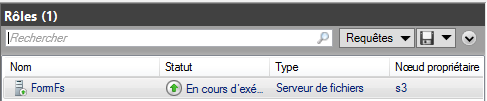 Rôles (1)
Rechercher Requêtes
Nom Statut Type Nœud propriétaire
FormFs En cours d'exé... Serveur de fichiers s3